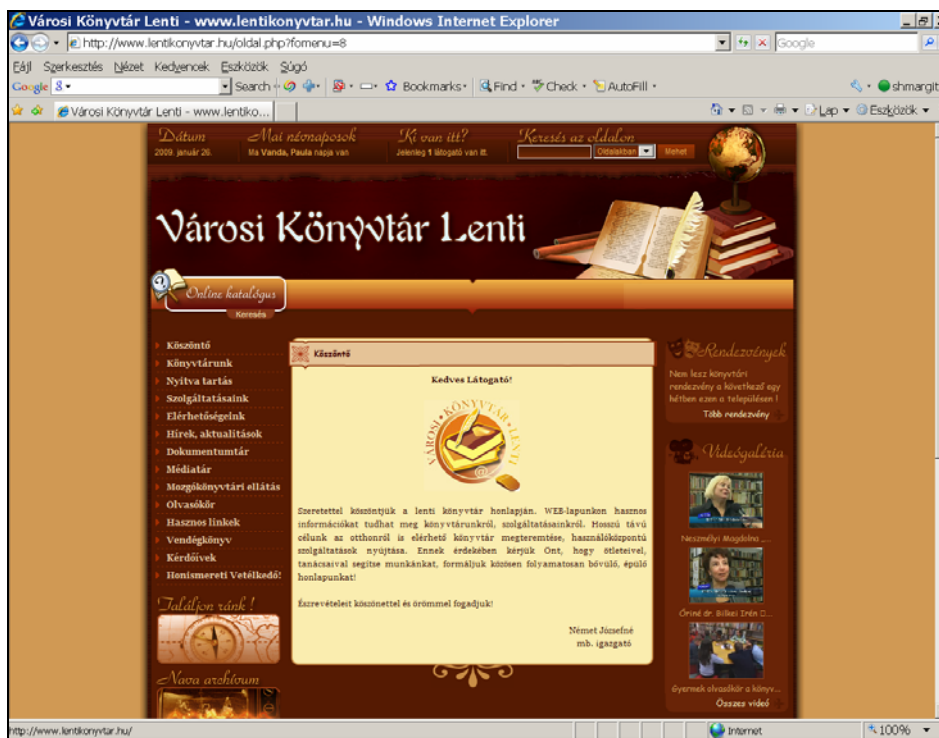 Városi Könyvtár Lenti - www.lentikonyvtar.hu - Windows Internet Explorer
http://www.lentikonyvtar.hu/oldal.php?fomenu=8
Google
Fájl Szerkesztés Nézet Kedvencek Eszközök Súgó
Google Search Bookmarks Find Check AutoFill shmargit
Városi Könyvtár Lenti - www.lentiko... Lap Eszközök
Dátum Mai névnaposok Ki van itt? Keresés az oldalon
2009. január 26. Ma Vanda, Paula napja van Jelenleg 1 látogató van itt. Oldalakban Mehet
Városi Könyvtár Lenti
Online katalógus
Keresés
Köszöntő
Könyvtárunk
Nyitva tartás
Szolgáltatásaink
Elérhetőségeink
Hírek, aktualitások
Dokumentumtár
Médiatár
Mozgókönyvtári ellátás
Olvasókör
Hasznos linkek
Vendégkönyv
Kérdőívek
Honismereti Vetélkedő!
Találjon ránk !
Nava archívum
Köszöntő
Kedves Látogató!
VÁROSI KÖNYVTÁR LENTI
@
Szeretettel köszöntjük a lenti könyvtár honlapján. WEB-lapunkon hasznos
információkat tudhat meg könyvtárunkról, szolgáltatásainkról. Hosszú távú
célunk az otthonról is elérhető könyvtár megteremtése, használóközpontú
szolgáltatások nyújtása. Ennek érdekében kérjük Önt, hogy ötleteivel,
tanácsaival segítse munkánkat, formáljuk közösen folyamatosan bővülő, épülő
honlapunkat!
Észrevételeit köszönettel és örömmel fogadjuk!
Német Józsefné
mb. igazgató
Rendezvények
Nem lesz könyvtári
rendezvény a következő egy
hétben ezen a településen !
Több rendezvény
Videógaléria
Neszmélyi Magdolna „...
Őriné dr. Bilkei Irén □...
Gyermek olvasókör a könyv...
Összes videó
http://www.lentikonyvtar.hu/ Internet 100%